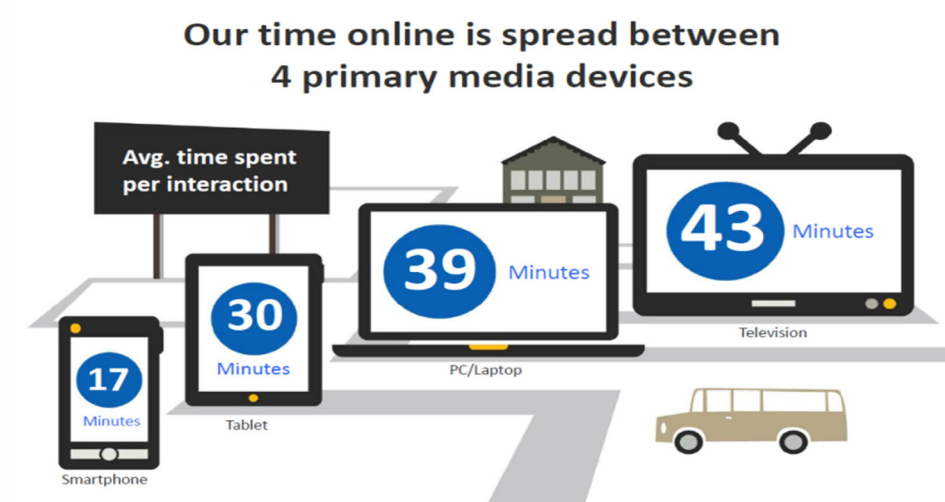 Our time online is spread between
4 primary media devices
Avg. time spent
per interaction
17
Minutes
Smartphone
30
Minutes
Tablet
39
Minutes
PC/Laptop
43
Minutes
Television